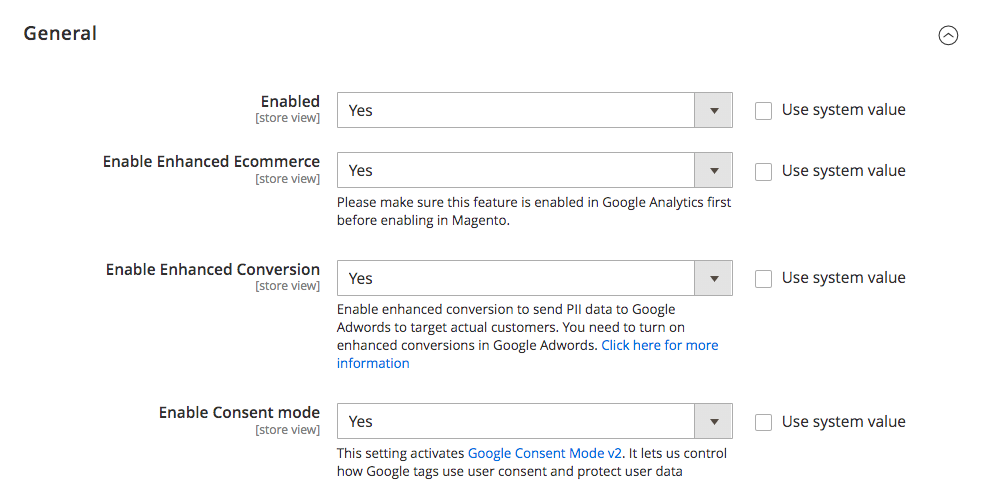 General
Enabled
[store view]
Yes
Use system value
Enable Enhanced Ecommerce
[store view]
Yes
Use system value
Please make sure this feature is enabled in Google Analytics first
before enabling in Magento.
Enable Enhanced Conversion
[store view]
Yes
Use system value
Enable enhanced conversion to send PII data to Google
Adwords to target actual customers. You need to turn on
enhanced conversions in Google Adwords. Click here for more
information
Enable Consent mode
[store view]
Yes
Use system value
This setting activates Google Consent Mode v2. It lets us control
how Google tags use user consent and protect user data